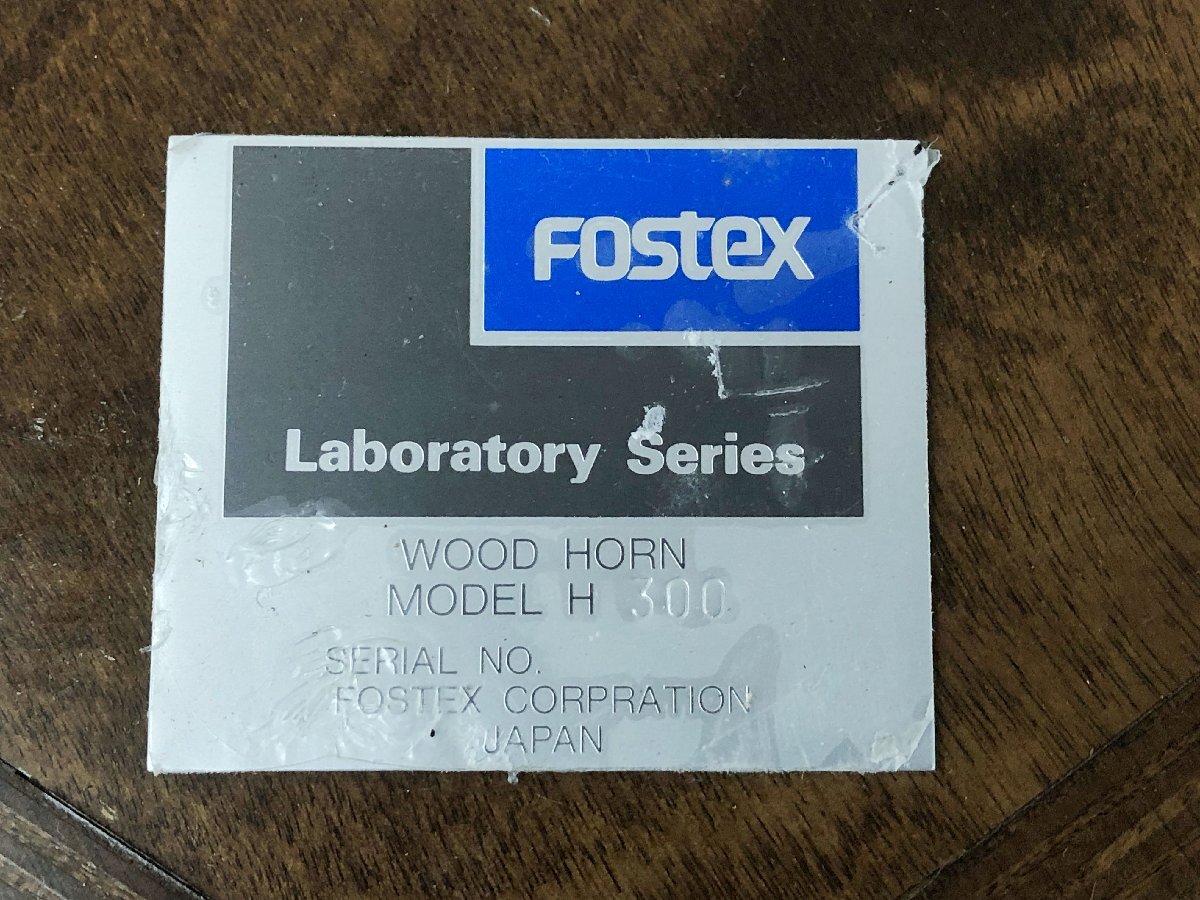 Fostex
Laboratory Series
WOOD HORN
MODEL H 300
SERIAL NO.
FOSTEX CORPRATION
JAPAN